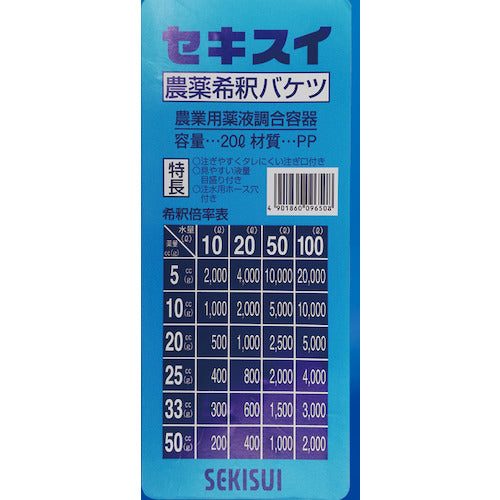 セキスイ
農薬希釈バケツ
農業用薬液調合容器
容量…20ℓ 材質…PP
特長
○注ぎやすくタレにくい注ぎ口付き
○見やすい液量
目盛り付き
○注水用ホース穴
付き
4 901860 096508
希釈倍率表
水量(ℓ) 薬量cc(g) 10(ℓ) 20(ℓ) 50(ℓ) 100(ℓ)
5cc(g) 2,000 4,000 10,000 20,000
10cc(g) 1,000 2,000 5,000 10,000
20cc(g) 500 1,000 2,500 5,000
25cc(g) 400 800 2,000 4,000
33cc(g) 300 600 1,500 3,000
50cc(g) 200 400 1,000 2,000
SEKISUI